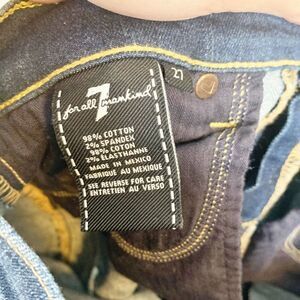 7
for all mankind
98% COTTON
2% SPANDEX
98% COTON
2% ELASTHANNE
MADE IN MEXICO
FABRIQUE AU MEXIQUE
SEE REVERSE FOR CARE
ENTRETIEN AU VERSO
27